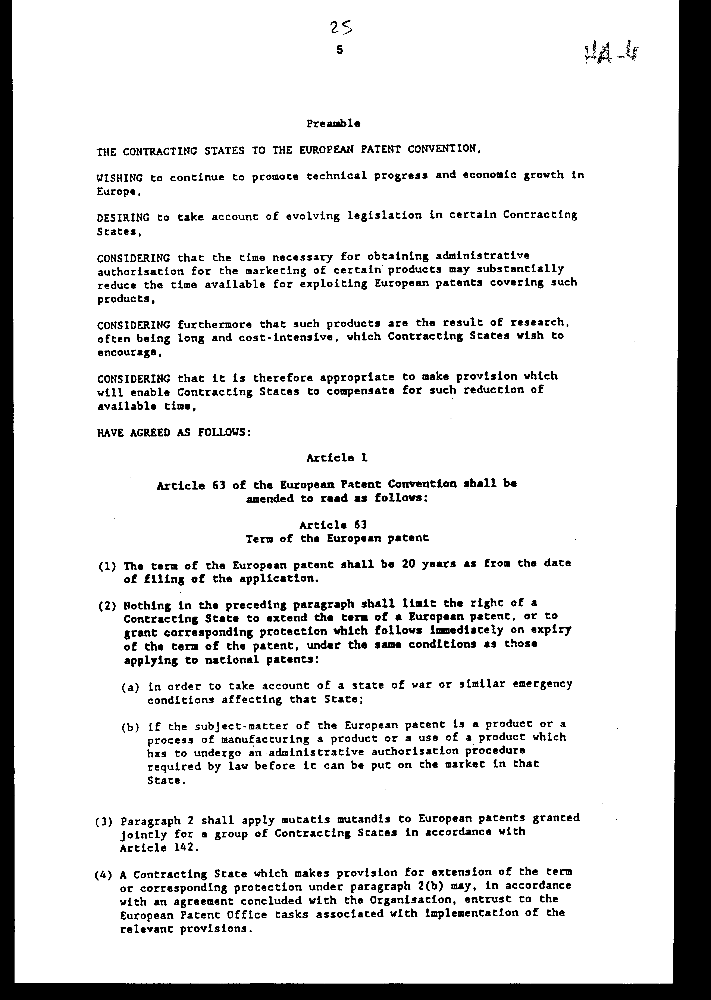 25
5
HA-4
Preamble
THE CONTRACTING STATES TO THE EUROPEAN PATENT CONVENTION,
WISHING to continue to promote technical progress and economic growth in
Europe,
DESIRING to take account of evolving legislation in certain Contracting
States,
CONSIDERING that the time necessary for obtaining administrative
authorisation for the marketing of certain products may substantially
reduce the time available for exploiting European patents covering such
products,
CONSIDERING furthermore that such products are the result of research,
often being long and cost-intensive, which Contracting States wish to
encourage,
CONSIDERING that it is therefore appropriate to make provision which
will enable Contracting States to compensate for such reduction of
available time,
HAVE AGREED AS FOLLOWS:
Article 1
Article 63 of the European Patent Convention shall be
amended to read as follows:
Article 63
Term of the European patent
(1) The term of the European patent shall be 20 years as from the date
of filing of the application.
(2) Nothing in the preceding paragraph shall limit the right of a
Contracting State to extend the term of a European patent, or to
grant corresponding protection which follows immediately on expiry
of the term of the patent, under the same conditions as those
applying to national patents:
(a) in order to take account of a state of war or similar emergency
conditions affecting that State;
(b) if the subject-matter of the European patent is a product or a
process of manufacturing a product or a use of a product which
has to undergo an administrative authorisation procedure
required by law before it can be put on the market in that
State.
(3) Paragraph 2 shall apply mutatis mutandis to European patents granted
jointly for a group of Contracting States in accordance with
Article 142.
(4) A Contracting State which makes provision for extension of the term
or corresponding protection under paragraph 2(b) may, in accordance
with an agreement concluded with the Organisation, entrust to the
European Patent Office tasks associated with implementation of the
relevant provisions.